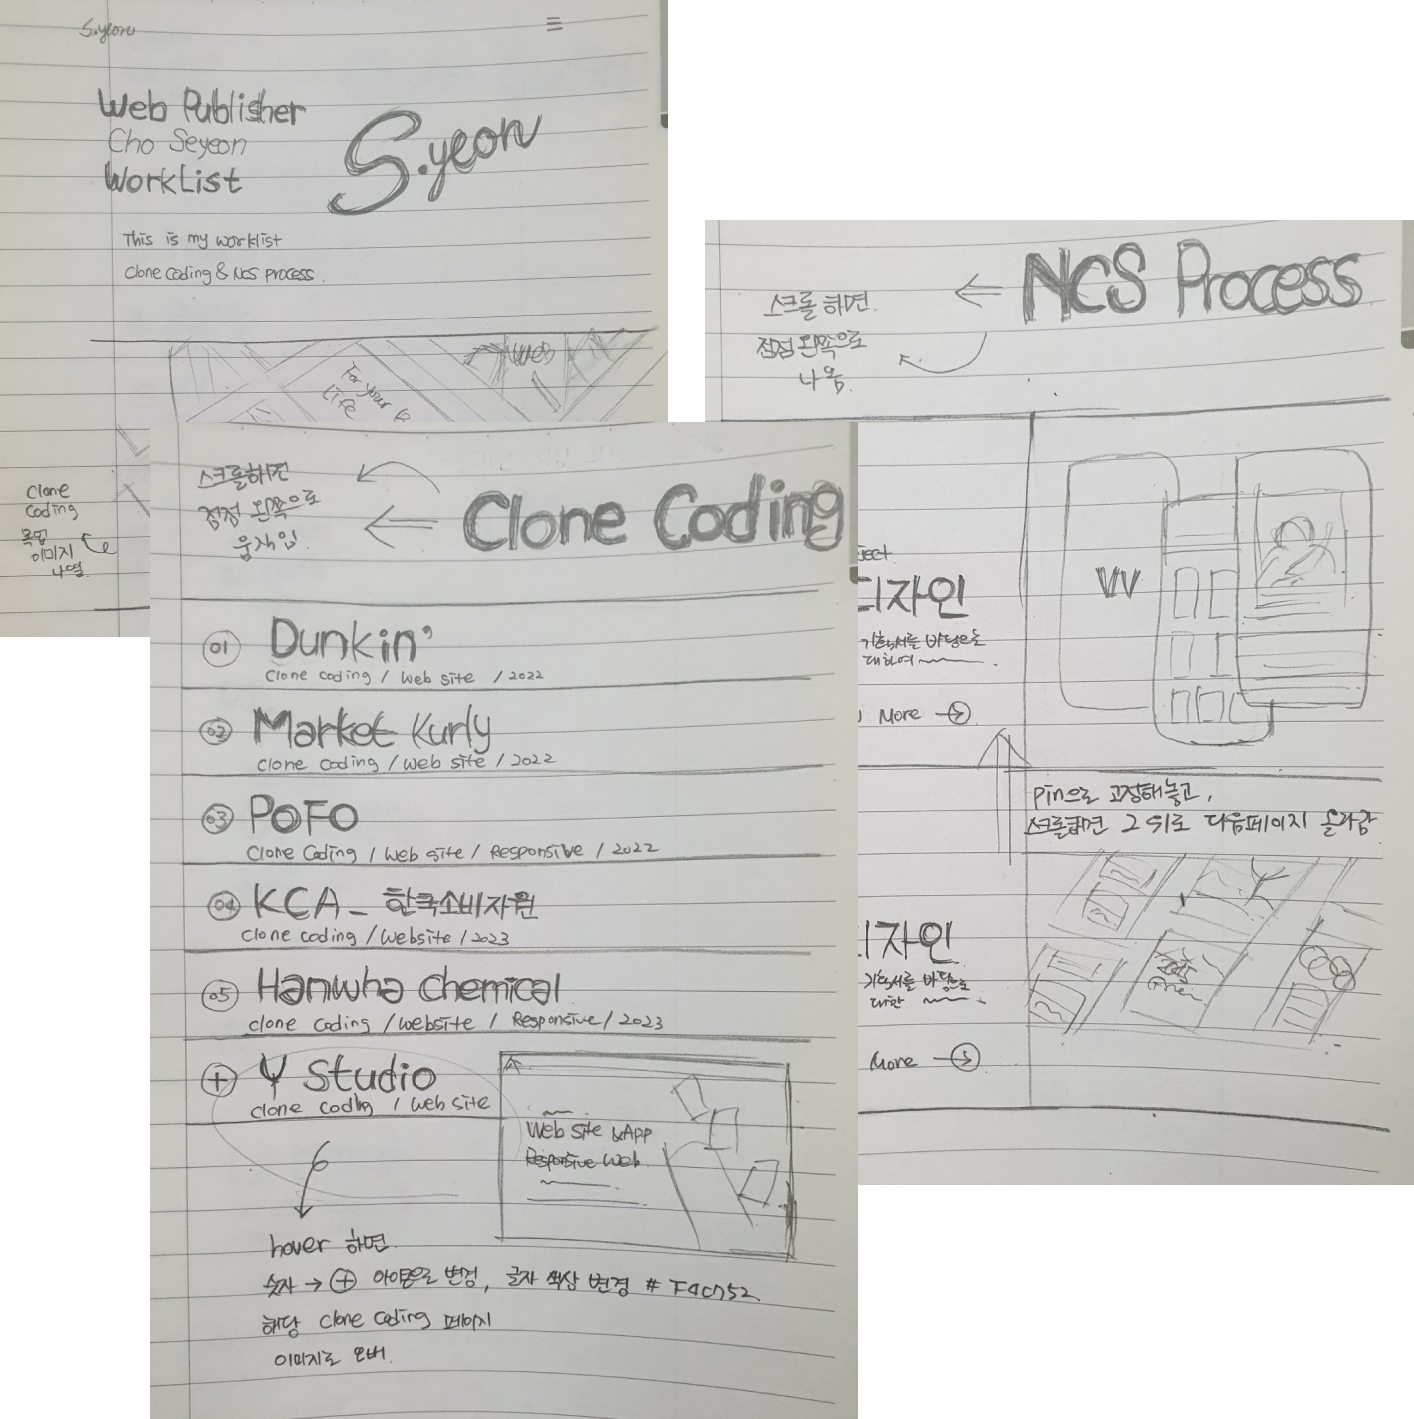 S.yeon
Web Publisher
Cho Seyeon
WorkList
S.yeon
This is my worklist
Clone Coding & NCS process.
For your
Life
Web
Clone
Coding
목업
이미지
나열
스크롤하면
점점 왼쪽으로
움직임.
Clone Coding
01 Dunkin'
Clone coding / Web site / 2022
02 Market Kurly
Clone coding / Web site / 2022
03 POFO
Clone Coding / Web site / Responsive / 2022
04 KCA_ 한국소비자원
Clone coding / Website / 2023
05 Hanwha Chemical
Clone coding / Website / Responsive / 2023
+ Y Studio
Clone coding / Web site
Web Site & APP
Responsive Web
hover 하면
숫자 → + 아이콘으로 변경, 글자 색상 변경 # F4C752
해당 Clone Coding 페이지
이미지로 오버.
스크롤 하면.
점점 왼쪽으로
나옴.
NCS Process
ject
디자인
기획서를 바탕으로
대하여
More
W
Pin으로 고정해놓고,
스크롤하면 그 위로 다음페이지 올라감
디자인
기획서를 바탕으로
대한
More